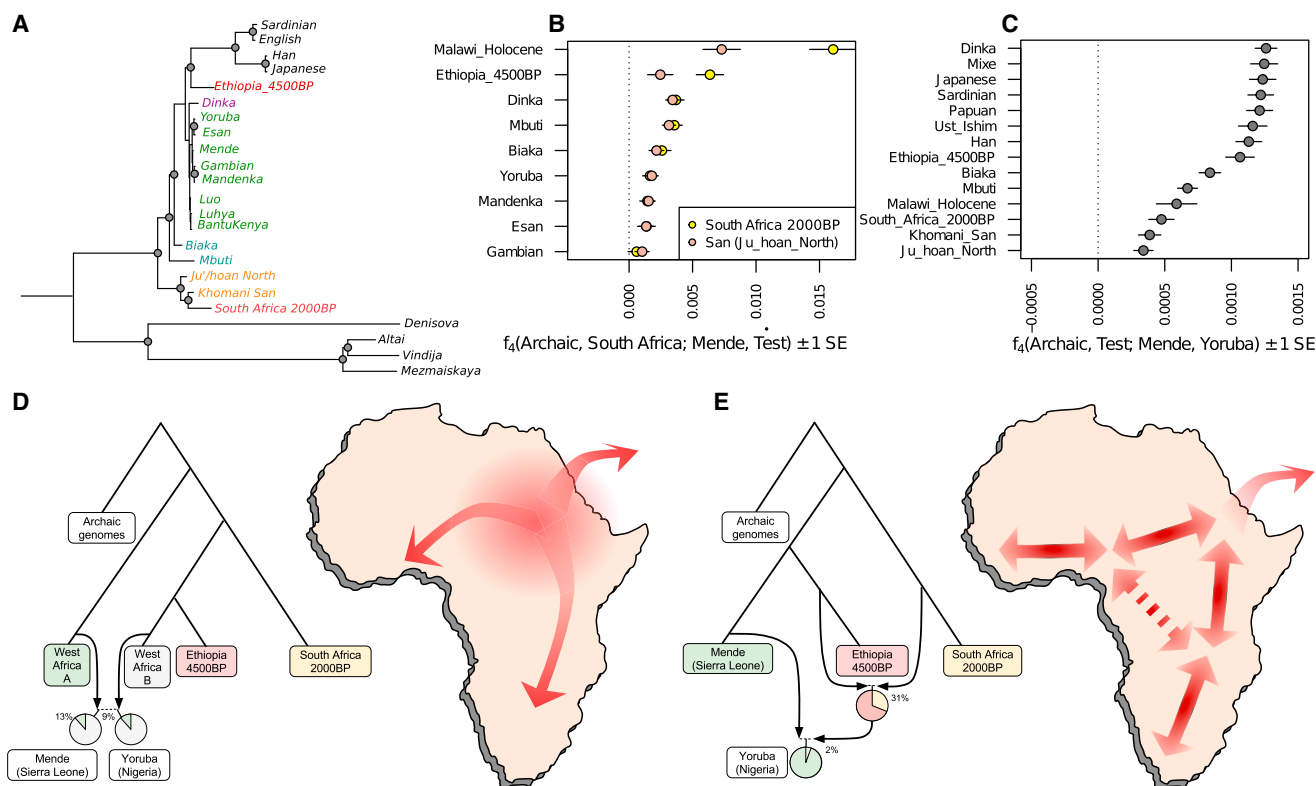 A
Sardinian
English
Han
Japanese
Ethiopia_4500BP
Dinka
Yoruba
Esan
Mende
Gambian
Mandenka
Luo
Luhya
BantuKenya
Biaka
Mbuti
Ju'/hoan North
Khomani San
South Africa 2000BP
Denisova
Altai
Vindija
Mezmaiskaya
B
Malawi_Holocene
Ethiopia_4500BP
Dinka
Mbuti
Biaka
Yoruba
Mandenka
Esan
Gambian
South Africa 2000BP
San (Ju_hoan_North)
0.000
0.005
0.010
0.015
f4(Archaic, South Africa; Mende, Test) ±1 SE
C
Dinka
Mixe
Japanese
Sardinian
Papuan
Ust_Ishim
Han
Ethiopia_4500BP
Biaka
Mbuti
Malawi_Holocene
South_Africa_2000BP
Khomani_San
Ju_hoan_North
−0.0005
0.0000
0.0005
0.0010
0.0015
f4(Archaic, Test; Mende, Yoruba) ±1 SE
D
Archaic
genomes
West
Africa
A
West
Africa
B
Ethiopia
4500BP
South Africa
2000BP
13%
9%
Mende
(Sierra Leone)
Yoruba
(Nigeria)
E
Archaic
genomes
Mende
(Sierra Leone)
Ethiopia
4500BP
South Africa
2000BP
31%
2%
Yoruba
(Nigeria)